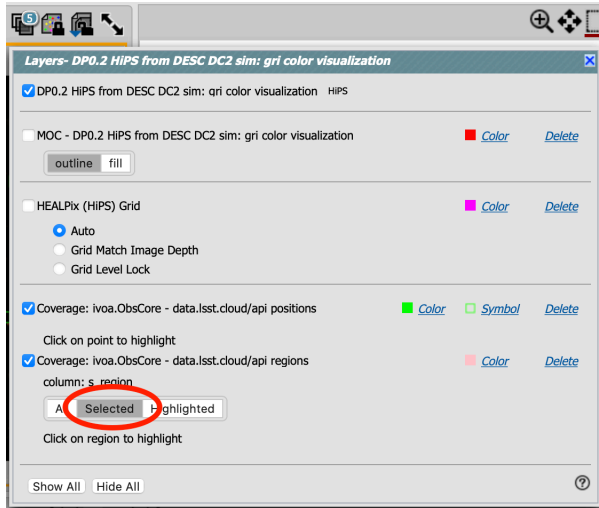 5
Layers- DP0.2 HiPS from DESC DC2 sim: gri color visualization
DP0.2 HiPS from DESC DC2 sim: gri color visualization HiPS
MOC - DP0.2 HiPS from DESC DC2 sim: gri color visualization Color Delete
outline fill
HEALPix (HiPS) Grid Color Delete
Auto
Grid Match Image Depth
Grid Level Lock
Coverage: ivoa.ObsCore - data.lsst.cloud/api positions Color Symbol Delete
Click on point to highlight
Coverage: ivoa.ObsCore - data.lsst.cloud/api regions Color Delete
column: s_region
Selected Highlighted
Click on region to highlight
Show All Hide All ?